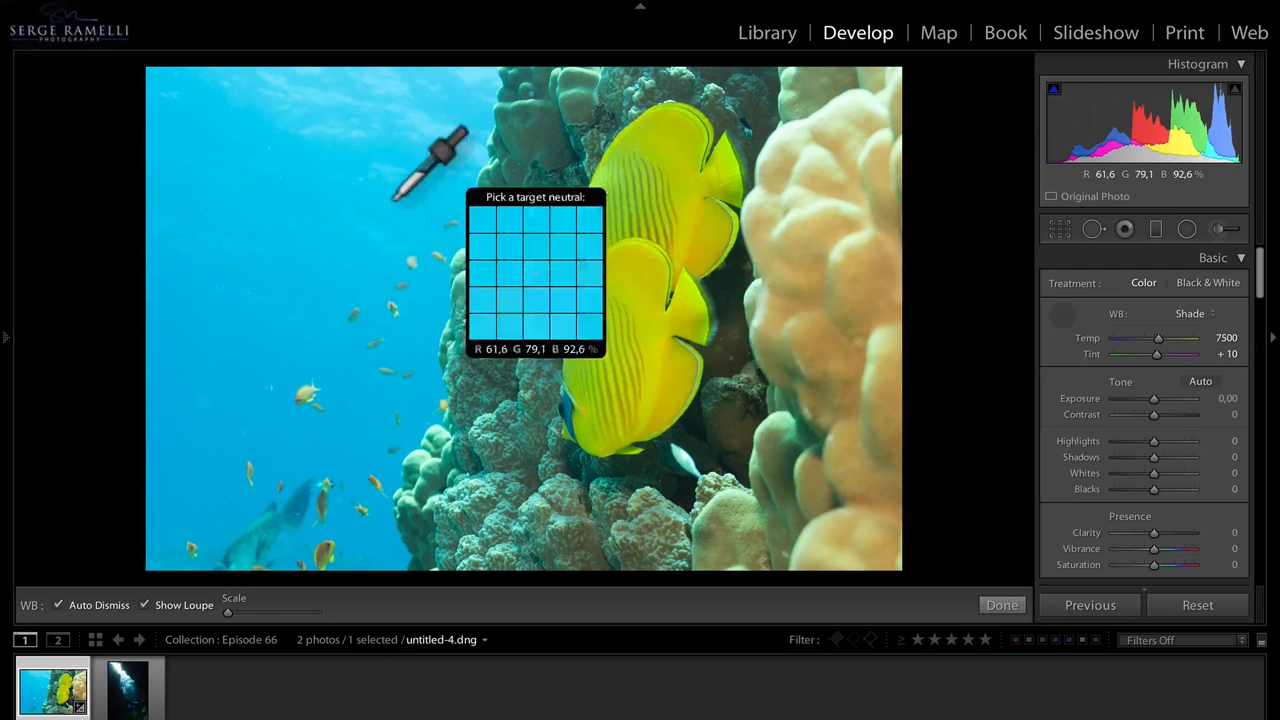 SERGE RAMELLI
PHOTOGRAPHY
Library | Develop | Map | Book | Slideshow | Print | Web
Histogram
R 61,6 G 79,1 B 92,6 %
Original Photo
Basic
Treatment : Color Black & White
WB: Shade
Temp 7500
Tint + 10
Tone Auto
Exposure 0,00
Contrast 0
Highlights 0
Shadows 0
Whites 0
Blacks 0
Presence
Clarity 0
Vibrance 0
Saturation 0
Previous Reset
Pick a target neutral:
R 61,6 G 79,1 B 92,6 %
WB : Auto Dismiss Show Loupe Scale Done
1 2 Collection : Episode 66 2 photos / 1 selected / untitled-4.dng Filter : ≥ ★ ★ ★ ★ ★ Filters Off